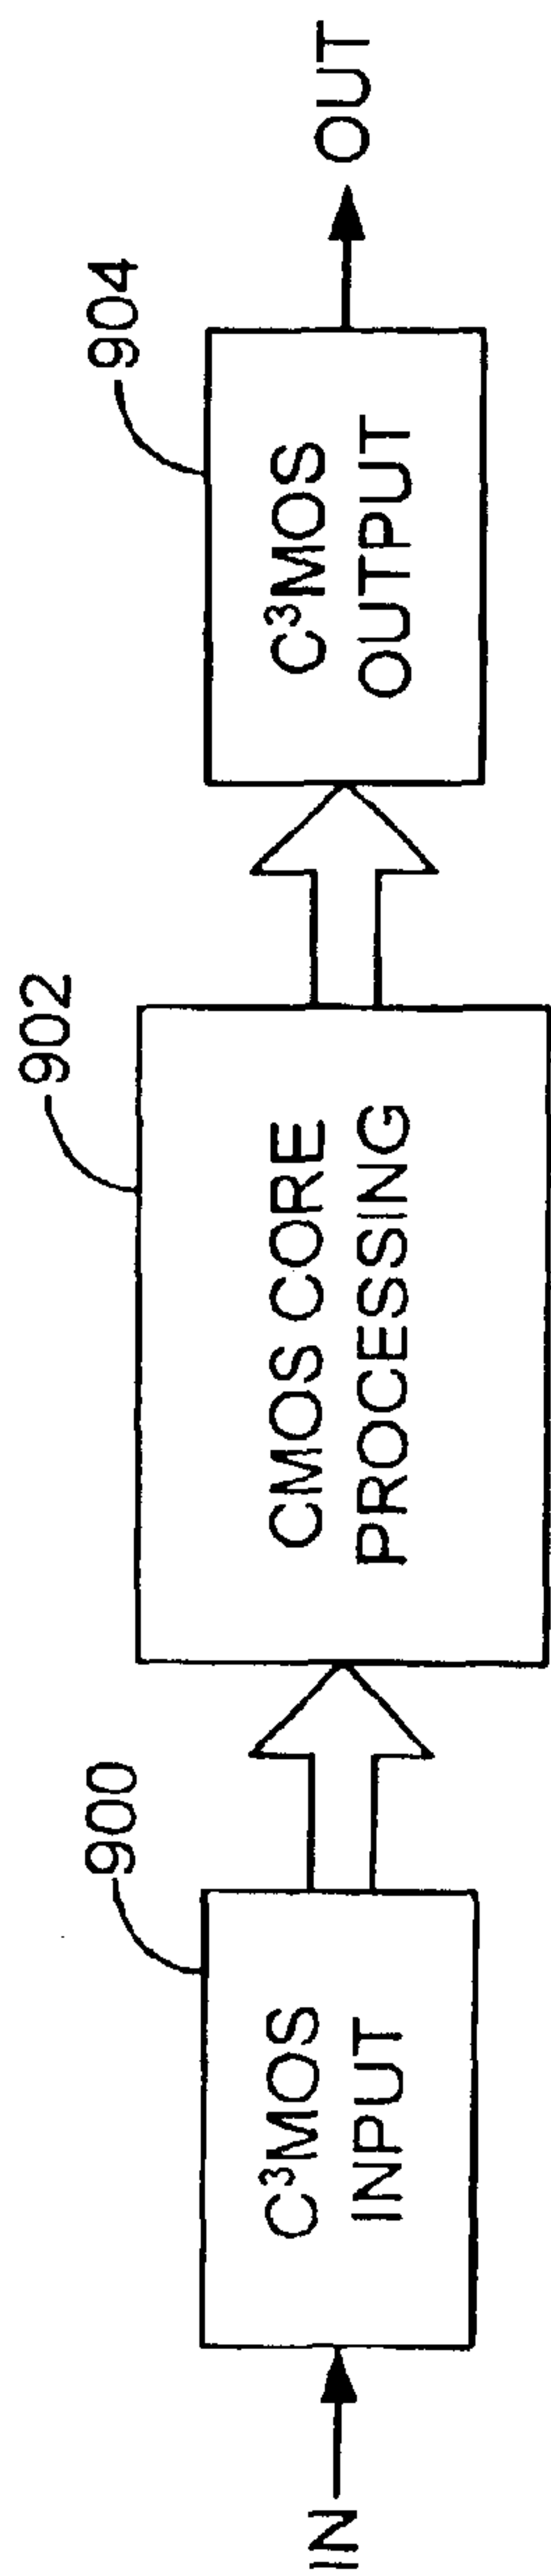 IN
900
C³MOS
INPUT
902
CMOS CORE
PROCESSING
904
C³MOS
OUTPUT
OUT